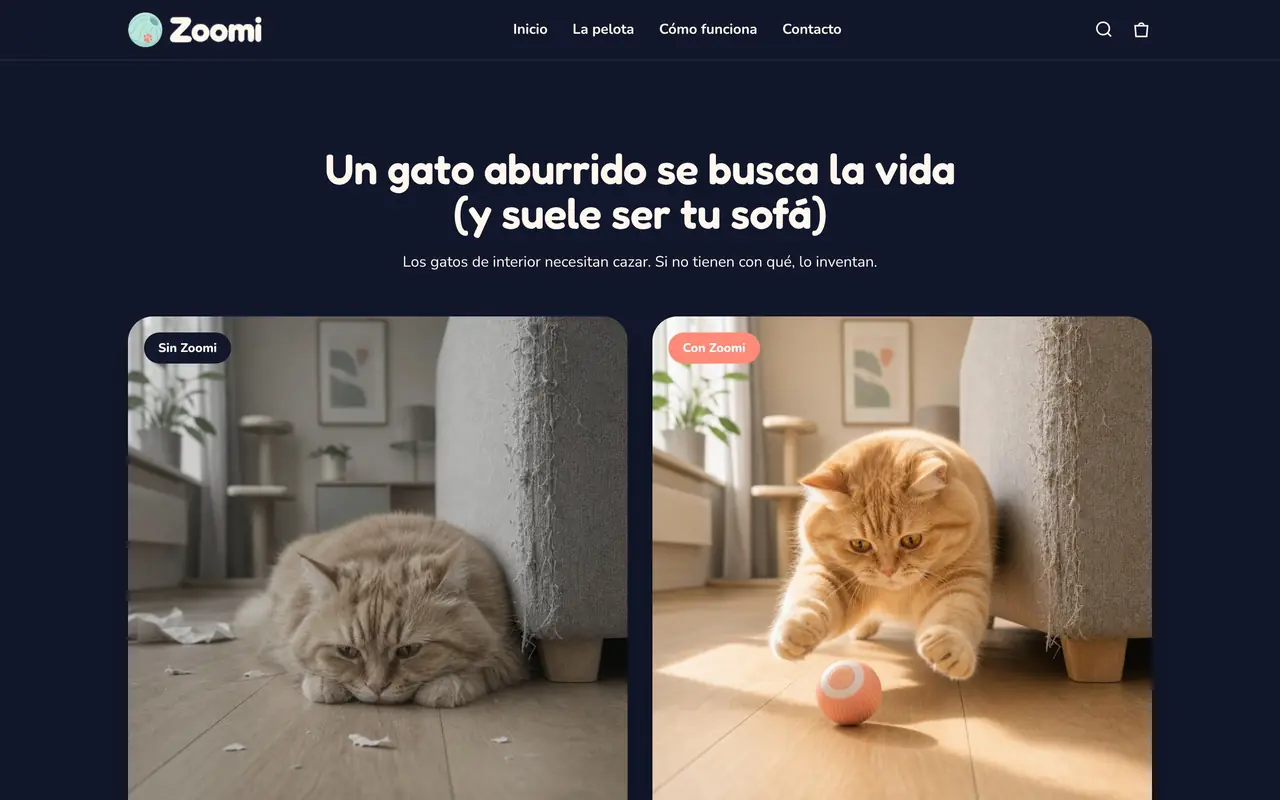 Zoomi
Inicio
La pelota
Cómo funciona
Contacto
Un gato aburrido se busca la vida
(y suele ser tu sofá)
Los gatos de interior necesitan cazar. Si no tienen con qué, lo inventan.
Sin Zoomi
Con Zoomi